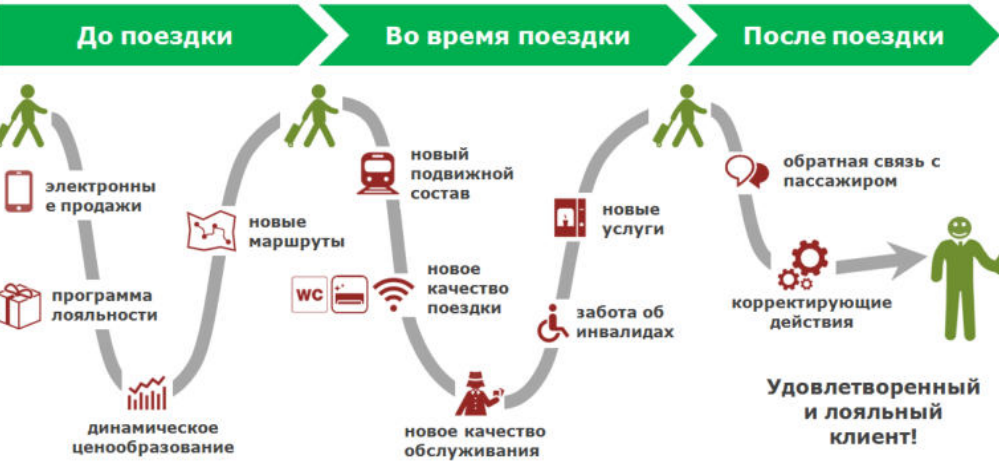 До поездки
Во время поездки
После поездки
электронны
е продажи
программа
лояльности
динамическое
ценообразование
новые
маршруты
новый
подвижной
состав
WC
новое
качество
поездки
новое качество
обслуживания
забота об
инвалидах
новые
услуги
обратная связь с
пассажиром
корректирующие
действия
Удовлетворенный
и лояльный
клиент!